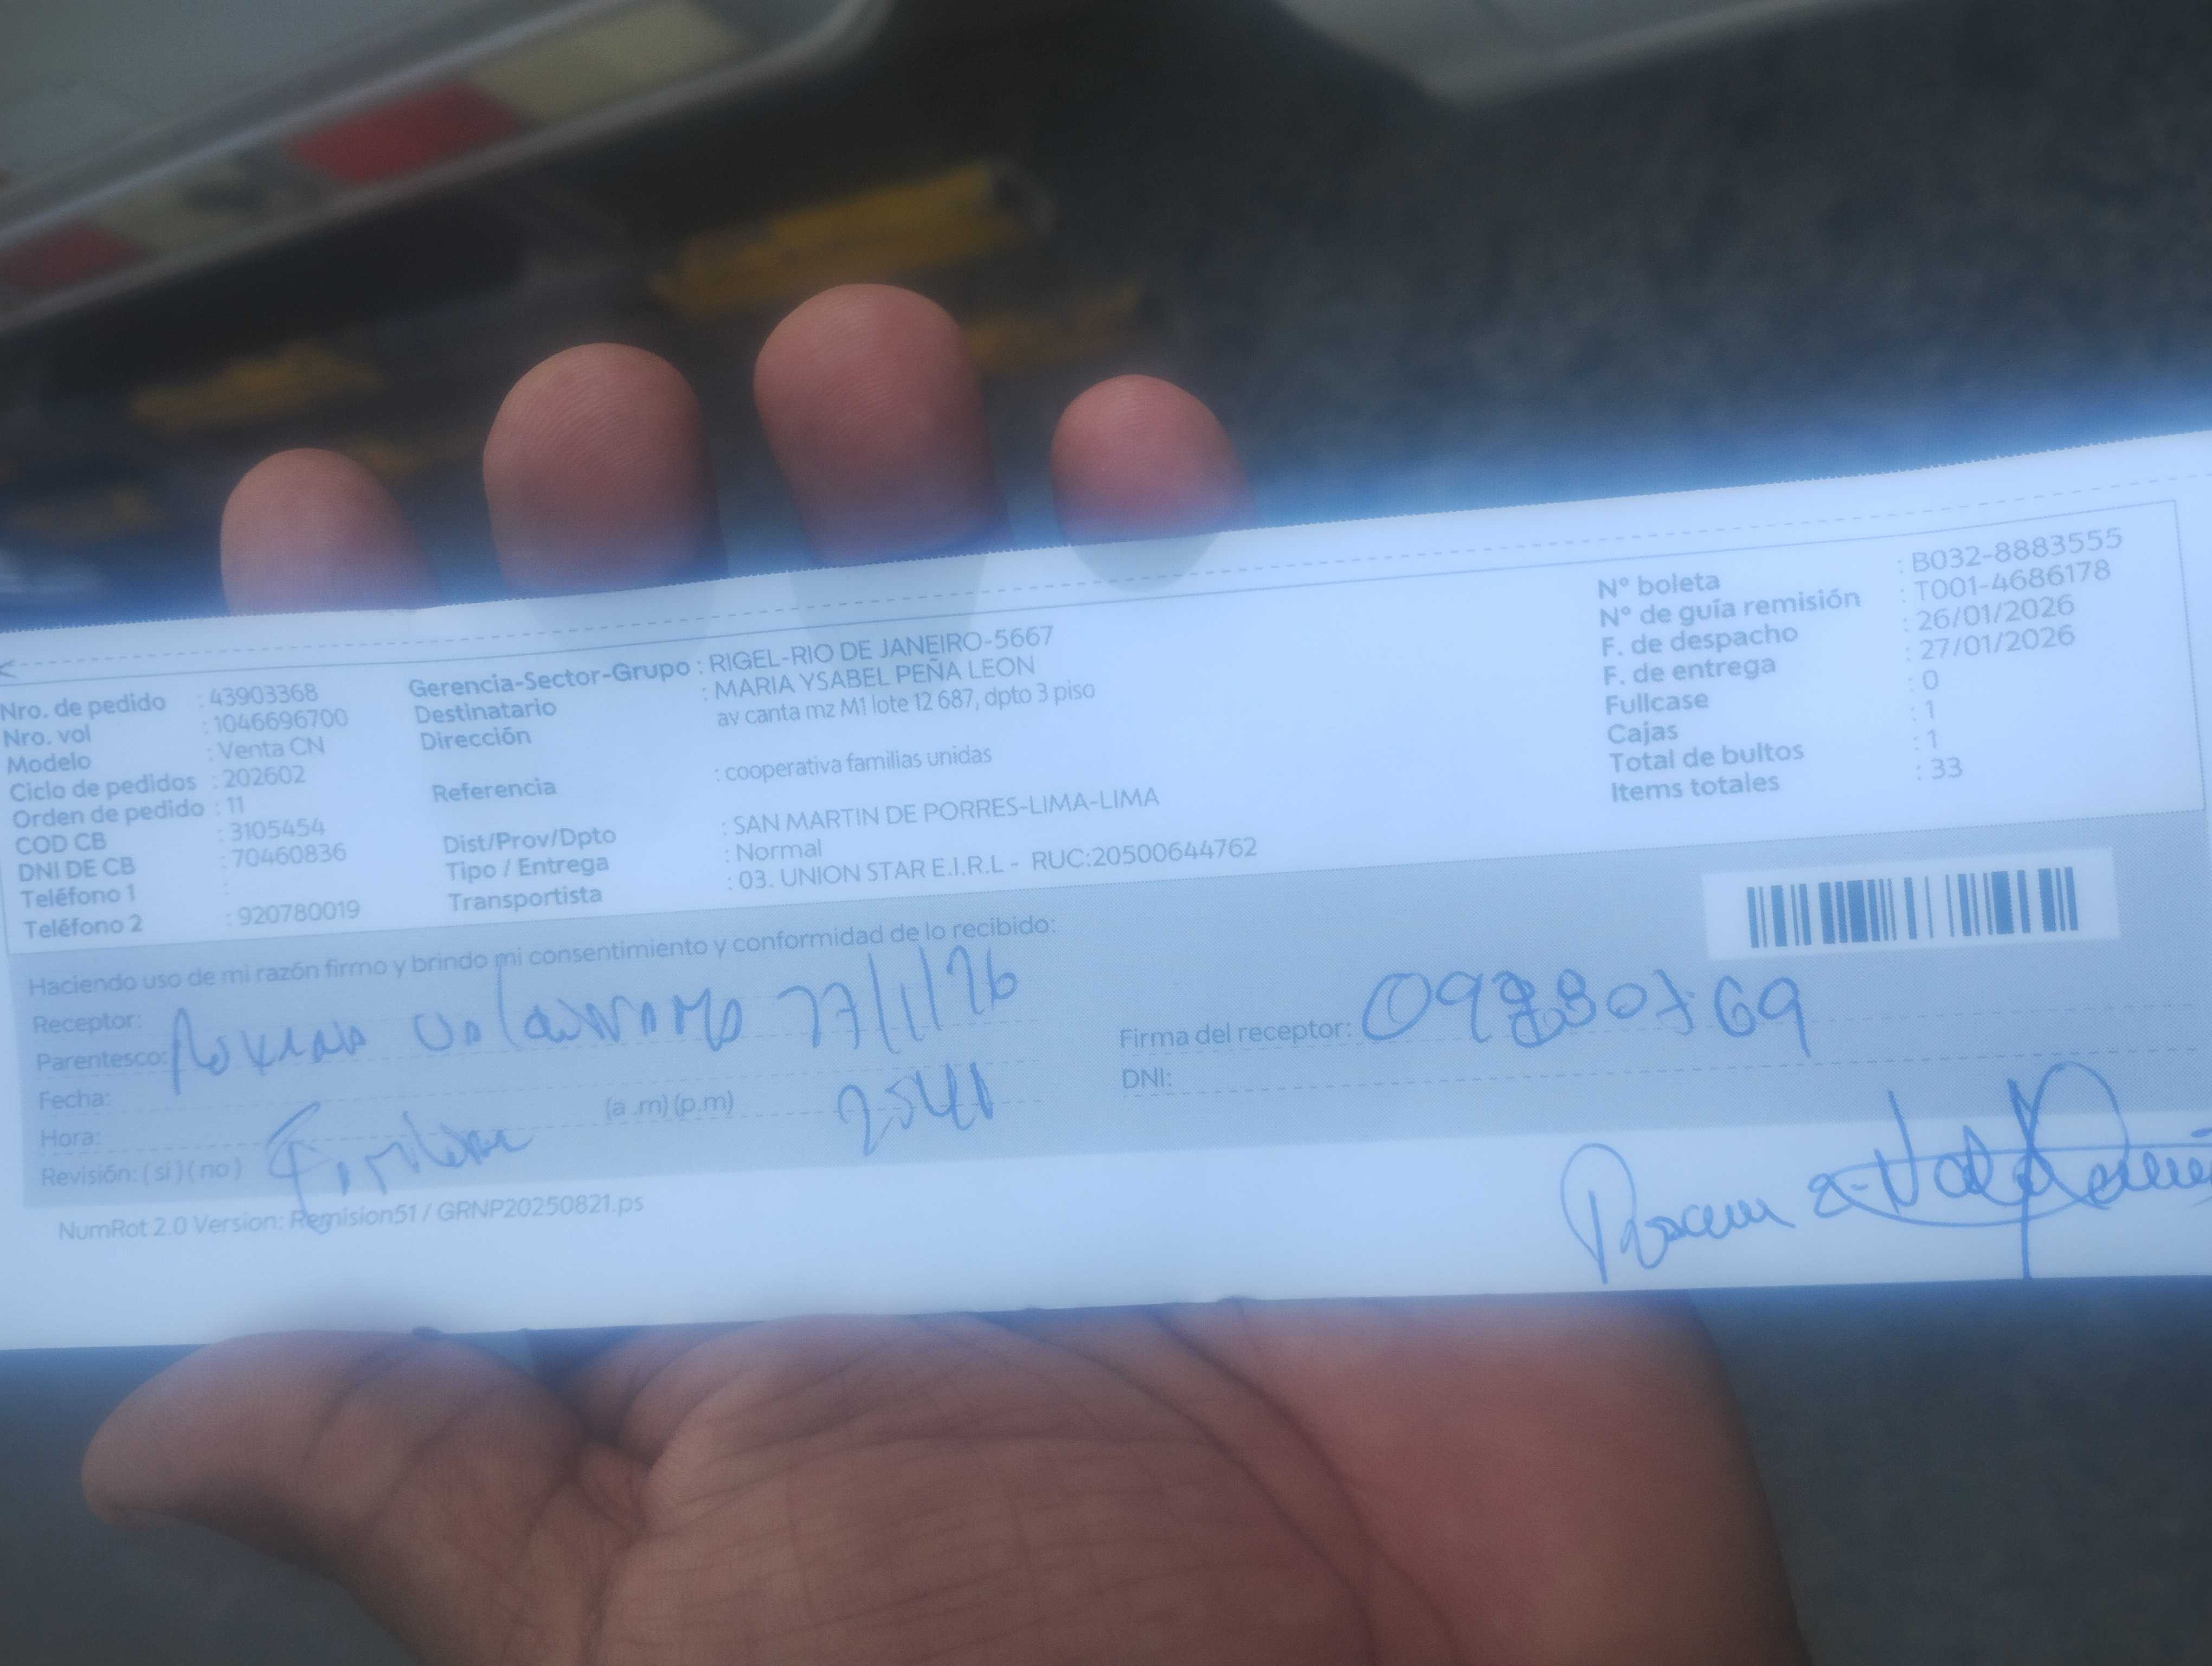 Nro. de pedido : 43903368
Nro. vol : 1046696700
Modelo : Venta CN
Ciclo de pedidos : 202602
Orden de pedido : 11
COD CB : 3105454
DNI DE CB : 70460836
Teléfono 1 :
Teléfono 2 : 920780019
Gerencia-Sector-Grupo : RIGEL-RIO DE JANEIRO-5667
Destinatario : MARIA YSABEL PEÑA LEON
Dirección av canta mz M1 lote 12 687, dpto 3 piso
Referencia : cooperativa familias unidas
Dist/Prov/Dpto : SAN MARTIN DE PORRES-LIMA-LIMA
Tipo / Entrega : Normal
Transportista : 03. UNION STAR E.I.R.L - RUC:20500644762
N° boleta : B032-8883555
N° de guía remisión : T001-4686178
F. de despacho : 26/01/2026
F. de entrega : 27/01/2026
Fullcase : 0
Cajas : 1
Total de bultos : 1
Items totales : 33
Haciendo uso de mi razón firmo y brindo mi consentimiento y conformidad de lo recibido:
Receptor:
Parentesco:
Fecha:
Hora: (a .m) (p.m)
Revisión: ( si ) ( no )
Firma del receptor:
DNI:
NumRot 2.0 Version: Remision51 / GRNP20250821.ps